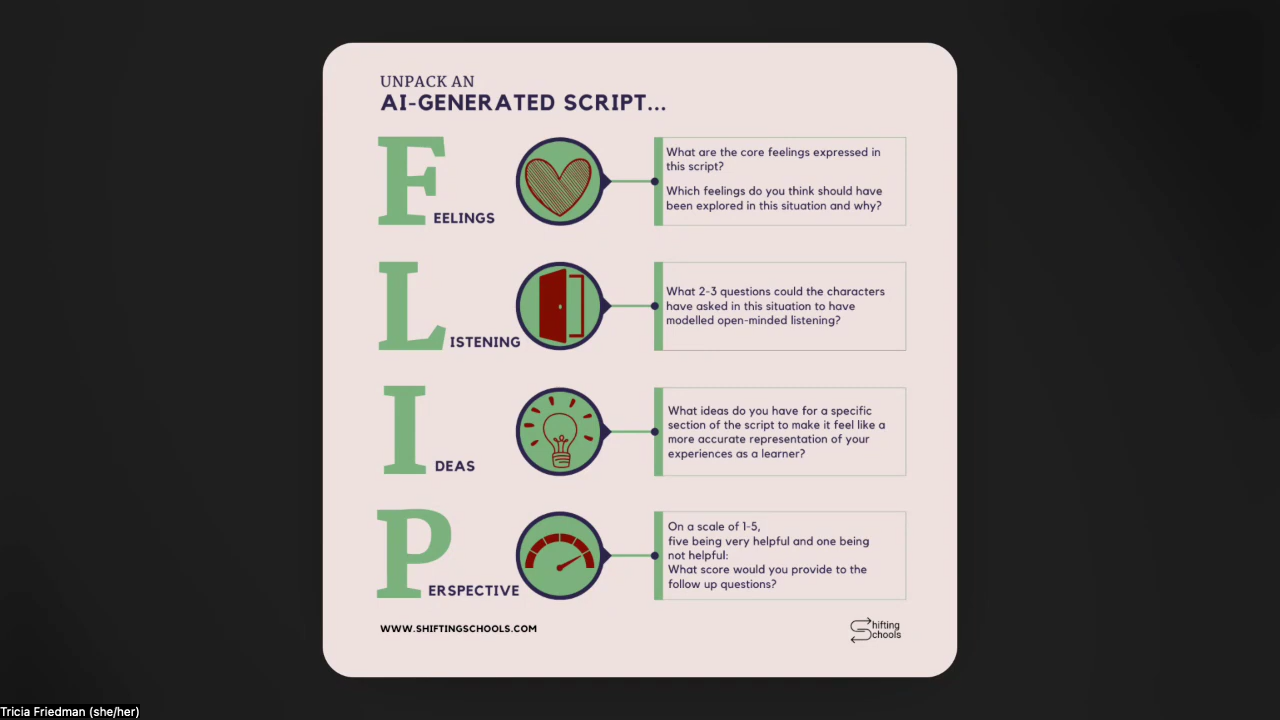 UNPACK AN
AI-GENERATED SCRIPT...
FEELINGS
What are the core feelings expressed in
this script?
Which feelings do you think should have
been explored in this situation and why?
LISTENING
What 2-3 questions could the characters
have asked in this situation to have
modelled open-minded listening?
IDEAS
What ideas do you have for a specific
section of the script to make it feel like a
more accurate representation of your
experiences as a learner?
PERSPECTIVE
On a scale of 1-5,
five being very helpful and one being
not helpful:
What score would you provide to the
follow up questions?
WWW.SHIFTINGSCHOOLS.COM
Shifting
Schools
Tricia Friedman (she/her)